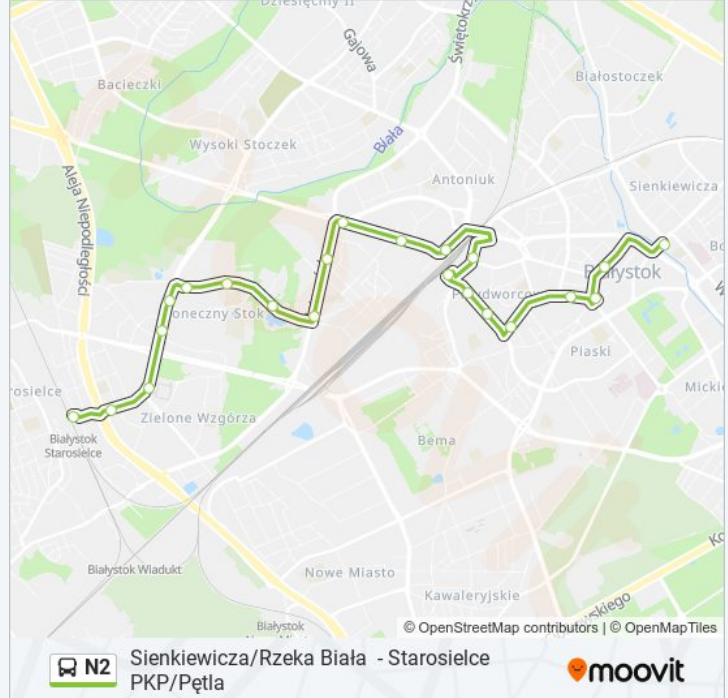 Dziesięciny II
Gajowa
Świętokrz
Bacieczki
Białostoczek
Biała
Wysoki Stoczek
Antoniuk
Sienkiewicza
Aleja Niepodległości
Białystok
oneczny Stok
Piaski
Mickie
rosielce
Zielone Wzgórza
Białystok
Starosielce
Bema
Białystok Wiadukt
Nowe Miasto
Kawaleryjskie
Białystok
© OpenStreetMap contributors | © OpenMapTiles
N2
Sienkiewicza/Rzeka Biała - Starosielce
PKP/Pętla
moovit